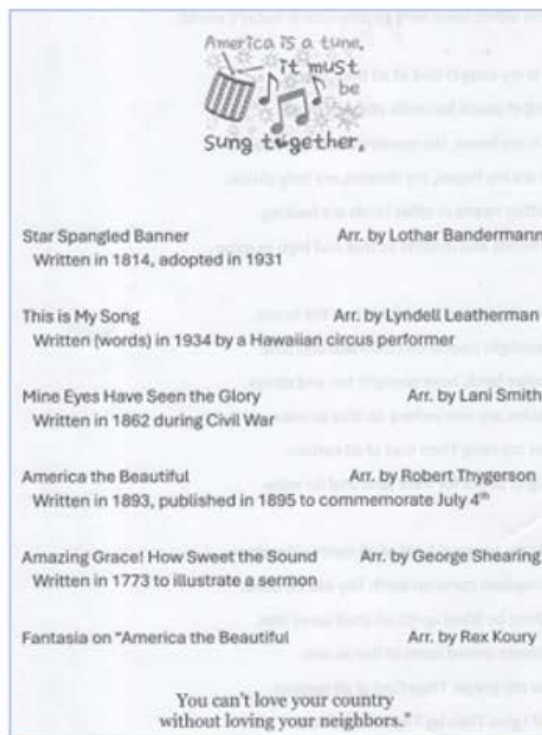 America is a tune.
it must
be
sung together.
Star Spangled Banner Arr. by Lothar Bandermann
Written in 1814, adopted in 1931
This is My Song Arr. by Lyndell Leatherman
Written (words) in 1934 by a Hawaiian circus performer
Mine Eyes Have Seen the Glory Arr. by Lani Smith
Written in 1862 during Civil War
America the Beautiful Arr. by Robert Thygerson
Written in 1893, published in 1895 to commemorate July 4th
Amazing Grace! How Sweet the Sound Arr. by George Shearing
Written in 1773 to illustrate a sermon
Fantasia on "America the Beautiful Arr. by Rex Koury
You can't love your country
without loving your neighbors."